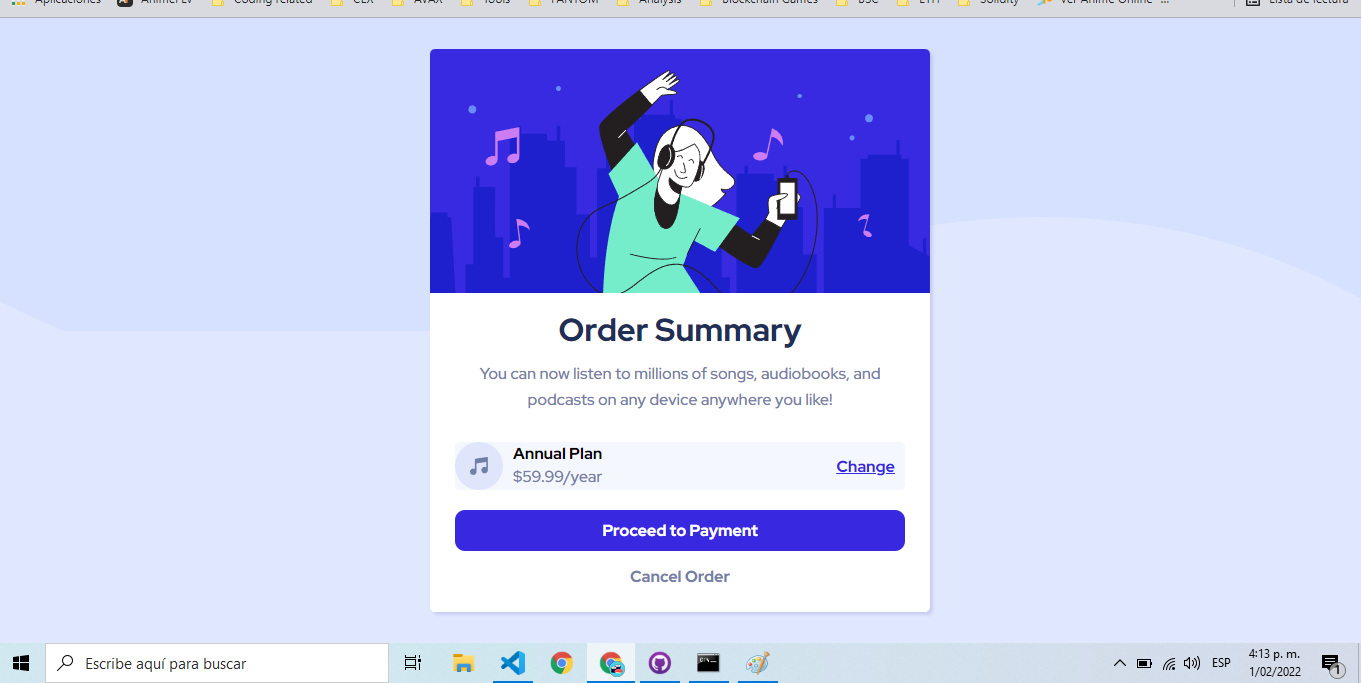 Aplicaciones
AnimeFLV
Coding related
CEX
AVAX
Tools
FANTOM
Analysis
Blockchain Games
BSC
ETH
Solidity
Ver Anime Online -...
Lista de lectura
Order Summary
You can now listen to millions of songs, audiobooks, and
podcasts on any device anywhere you like!
Annual Plan
$59.99/year
Change
Proceed to Payment
Cancel Order
Escribe aquí para buscar
ESP
4:13 p. m.
1/02/2022
1